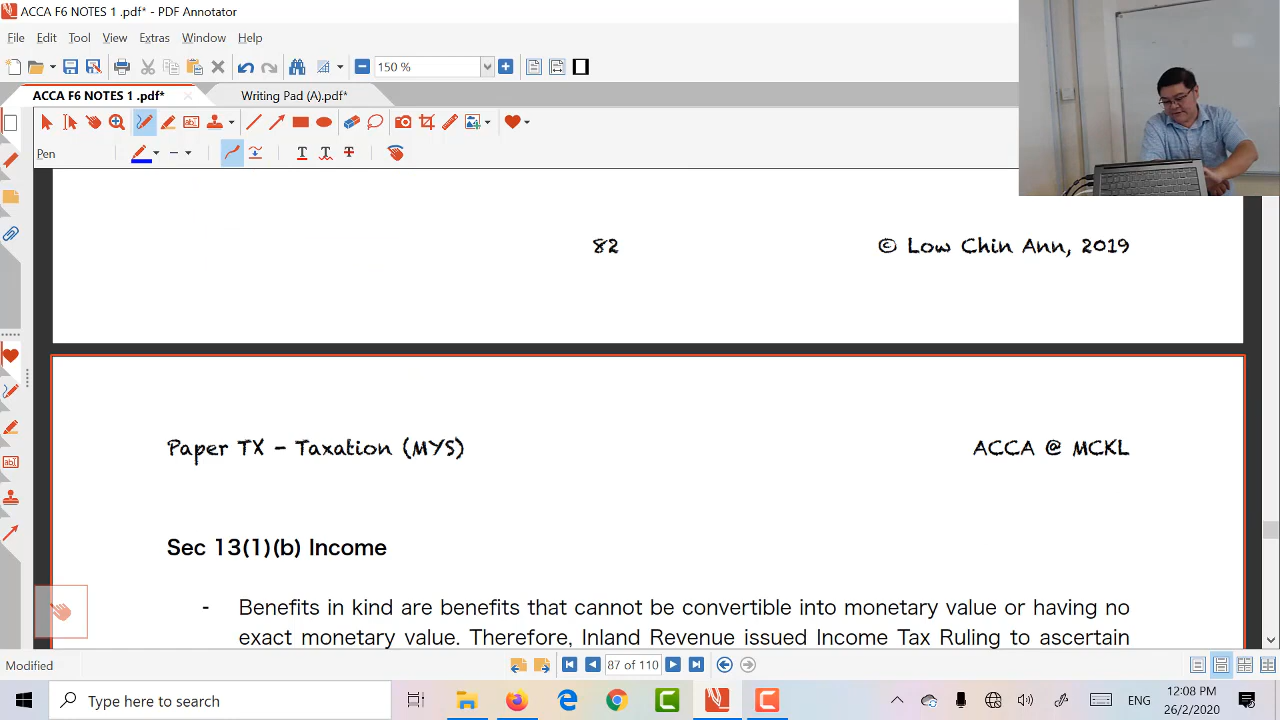 ACCA F6 NOTES 1 .pdf* - PDF Annotator
File Edit Tool View Extras Window Help
150 %
ACCA F6 NOTES 1 .pdf* Writing Pad (A).pdf*
Pen
82 © Low Chin Ann, 2019
Paper TX - Taxation (MYS) ACCA @ MCKL
Sec 13(1)(b) Income
- Benefits in kind are benefits that cannot be convertible into monetary value or having no
exact monetary value. Therefore, Inland Revenue issued Income Tax Ruling to ascertain
Modified 87 of 110
Type here to search ENG 12:08 PM
26/2/2020